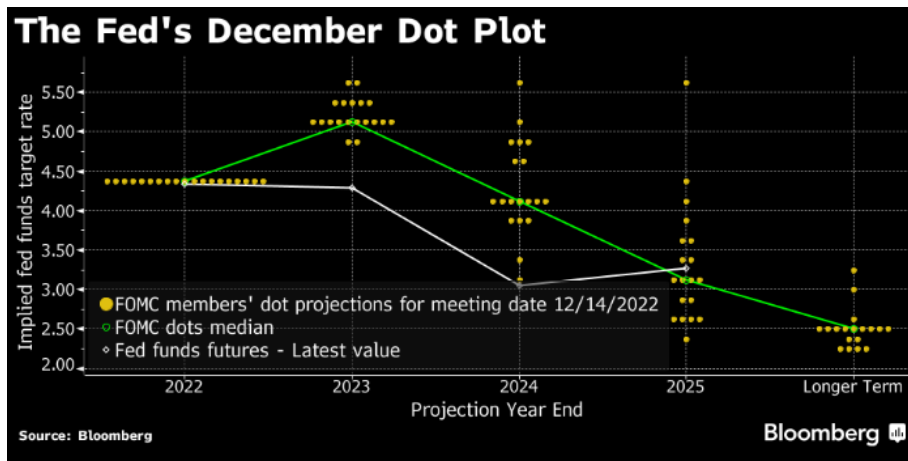 The Fed's December Dot Plot
Implied fed funds target rate
5.50
5.00
4.50
4.00
3.50
3.00
2.50
2.00
FOMC members' dot projections for meeting date 12/14/2022
FOMC dots median
Fed funds futures - Latest value
2022 2023 2024 2025 Longer Term
Projection Year End
Source: Bloomberg
Bloomberg